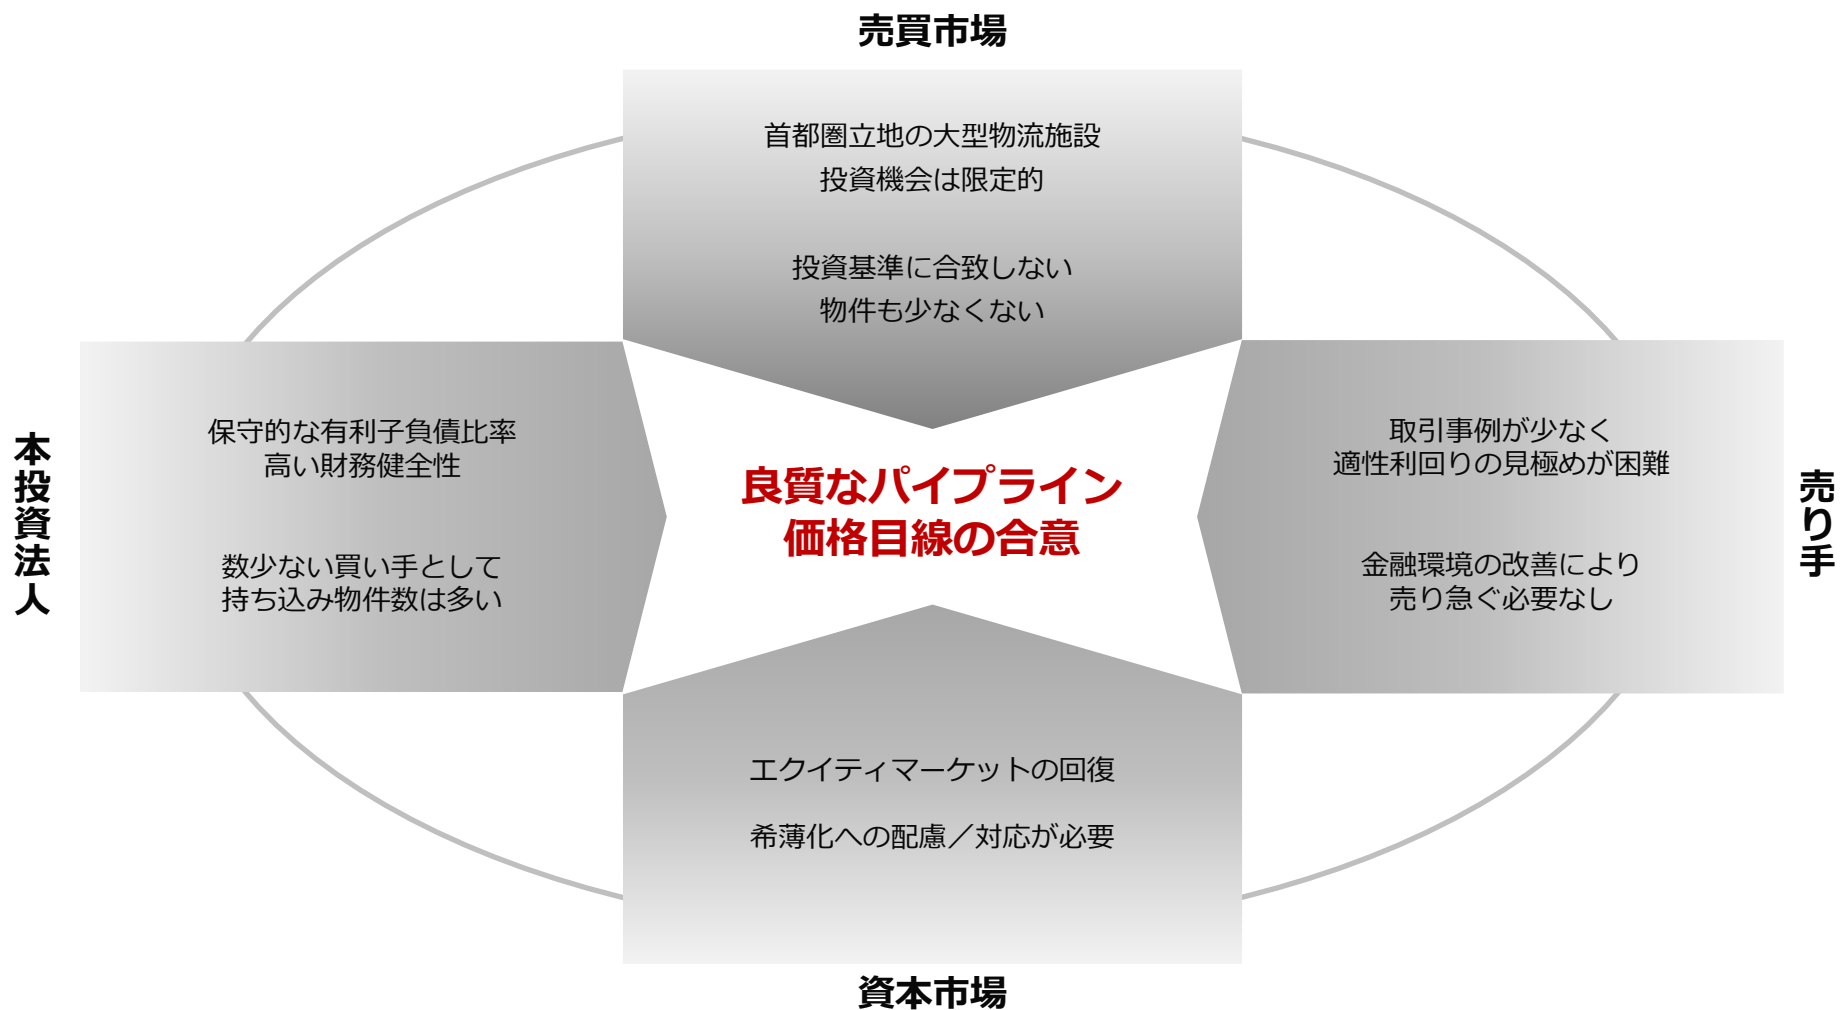 売買市場
首都圏立地の大型物流施設
投資機会は限定的
投資基準に合致しない
物件も少なくない
本投資法人
保守的な有利子負債比率
高い財務健全性
数少ない買い手として
持ち込み物件数は多い
良質なパイプライン
価格目線の合意
取引事例が少なく
適性利回りの見極めが困難
金融環境の改善により
売り急ぐ必要なし
売り手
エクイティマーケットの回復
希薄化への配慮／対応が必要
資本市場